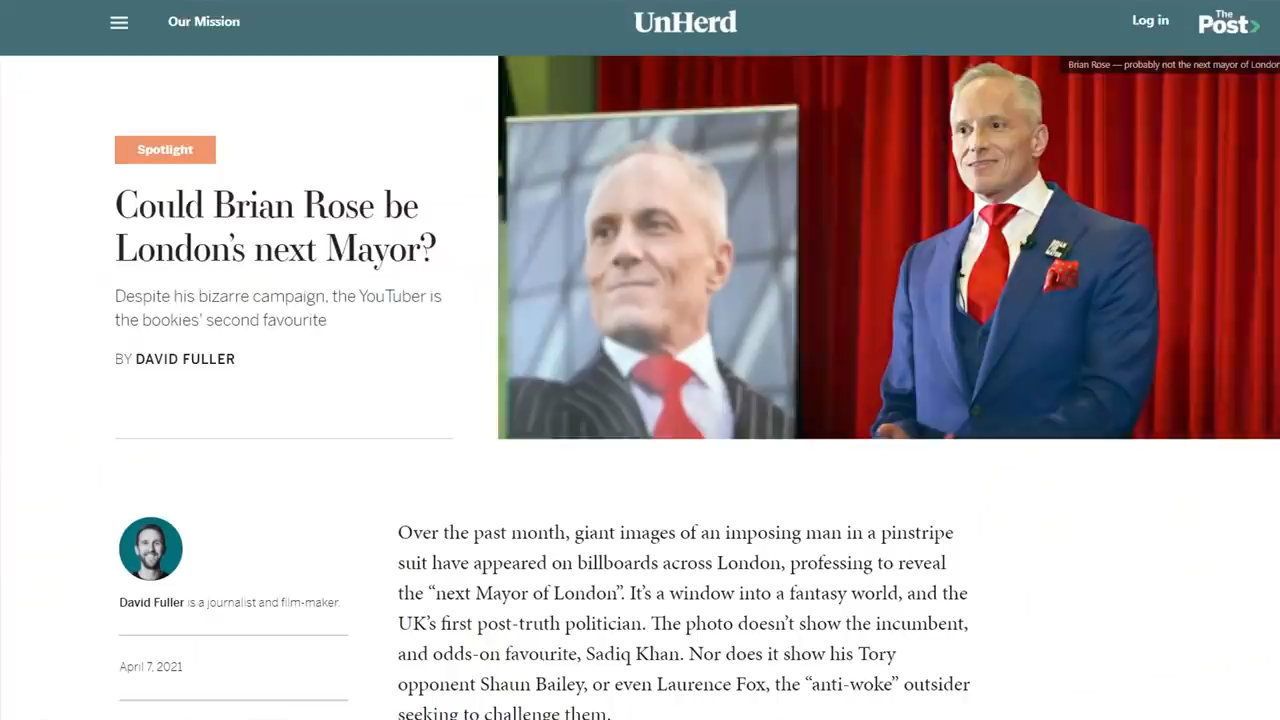 Our Mission
UnHerd
Log in
The
Post>
Brian Rose — probably not the next mayor of London
Spotlight
Could Brian Rose be
London's next Mayor?
Despite his bizarre campaign, the YouTuber is
the bookies' second favourite
BY DAVID FULLER
Over the past month, giant images of an imposing man in a pinstripe
suit have appeared on billboards across London, professing to reveal
the “next Mayor of London”. It’s a window into a fantasy world, and the
UK’s first post-truth politician. The photo doesn’t show the incumbent,
and odds-on favourite, Sadiq Khan. Nor does it show his Tory
opponent Shaun Bailey, or even Laurence Fox, the “anti-woke” outsider
seeking to challenge them.
David Fuller is a journalist and film-maker.
April 7, 2021